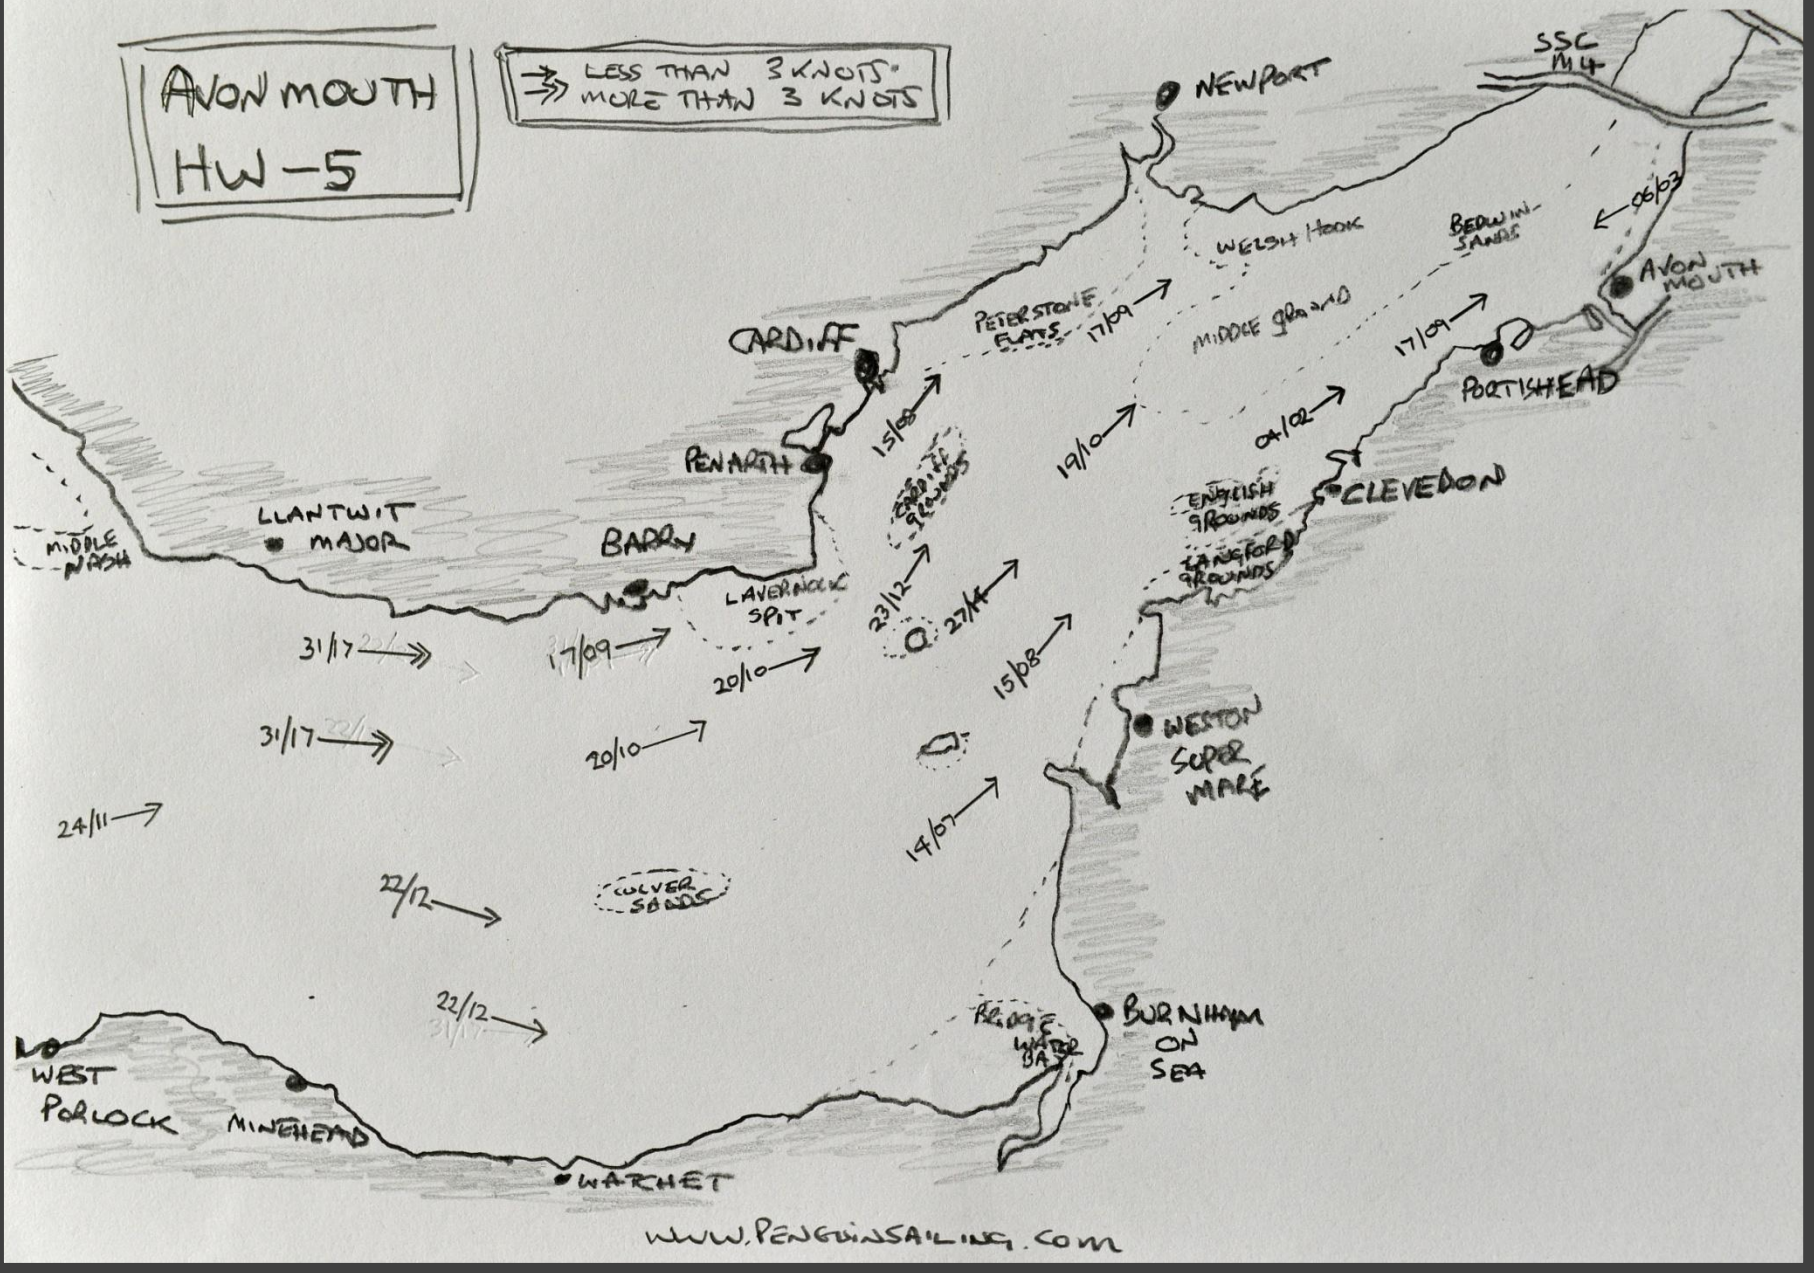 AVONMOUTH
HW-5
LESS THAN 3 KNOTS.
MORE THAN 3 KNOTS
SSC
M4
NEWPORT
06/03
BEDWIN-
SANDS
WELSH HOOK
AVON
MOUTH
PETERSTONE
FLATS
17/09
MIDDLE GROUND
17/09
CARDIFF
PORTISHEAD
15/08
04/02
19/10
PENARTH
CARDIFF
GROUNDS
ENGLISH
GROUNDS
CLEVEDON
LLANTWIT
MAJOR
BARRY
MIDDLE
NASH
LANGFORD
GROUNDS
LAVERNOCK
SPIT
23/12
27/14
31/17
17/09
20/10
15/08
31/17
20/10
WESTON
SUPER
MARE
24/11
14/07
22/12
CULVER
SANDS
22/12
BRIDGE
WATER
BAY
BURNHAM
ON
SEA
WEST
PORLOCK
MINEHEAD
WATCHET
WWW.PENGUINSAILING.COM